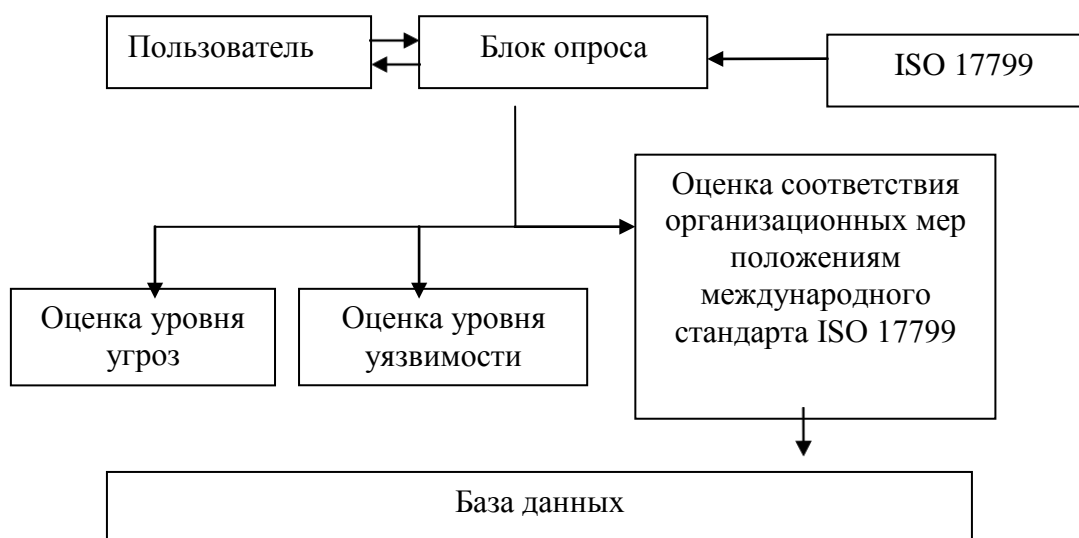 Пользователь
Блок опроса
ISO 17799
Оценка соответствия
организационных мер
положениям
международного
стандарта ISO 17799
Оценка уровня
угроз
Оценка уровня
уязвимости
База данных